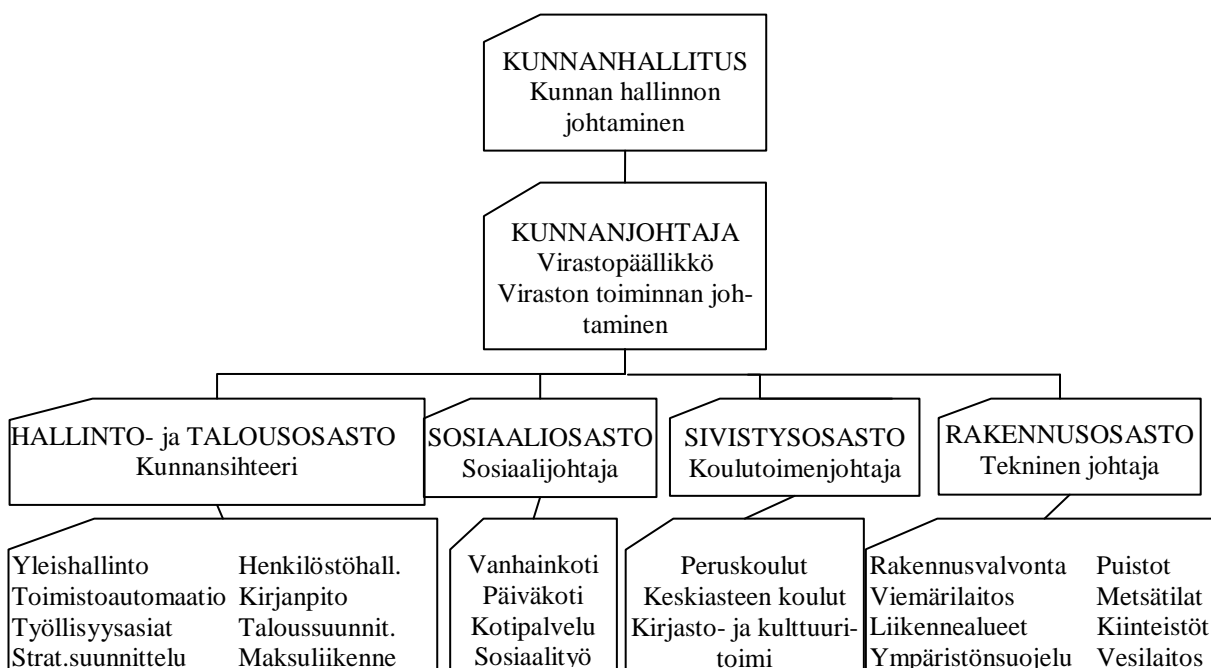 KUNNANHALLITUS
Kunnan hallinnon
johtaminen
KUNNANJOHTAJA
Virastopäällikkö
Viraston toiminnan joh-
taminen
HALLINTO- ja TALOUSOSASTO
Kunnansihteeri
SOSIAALIOSASTO
Sosiaalijohtaja
SIVISTYSOSASTO
Koulutoimenjohtaja
RAKENNUSOSASTO
Tekninen johtaja
Yleishallinto Henkilöstöhall.
Toimistoautomaatio Kirjanpito
Työllisyysasiat Taloussuunnit.
Strat.suunnittelu Maksuliikenne
Vanhainkoti
Päiväkoti
Kotipalvelu
Sosiaalityö
Peruskoulut
Keskiasteen koulut
Kirjasto- ja kulttuuri-
toimi
Rakennusvalvonta Puistot
Viemärilaitos Metsätilat
Liikennealueet Kiinteistöt
Ympäristönsuojelu Vesilaitos